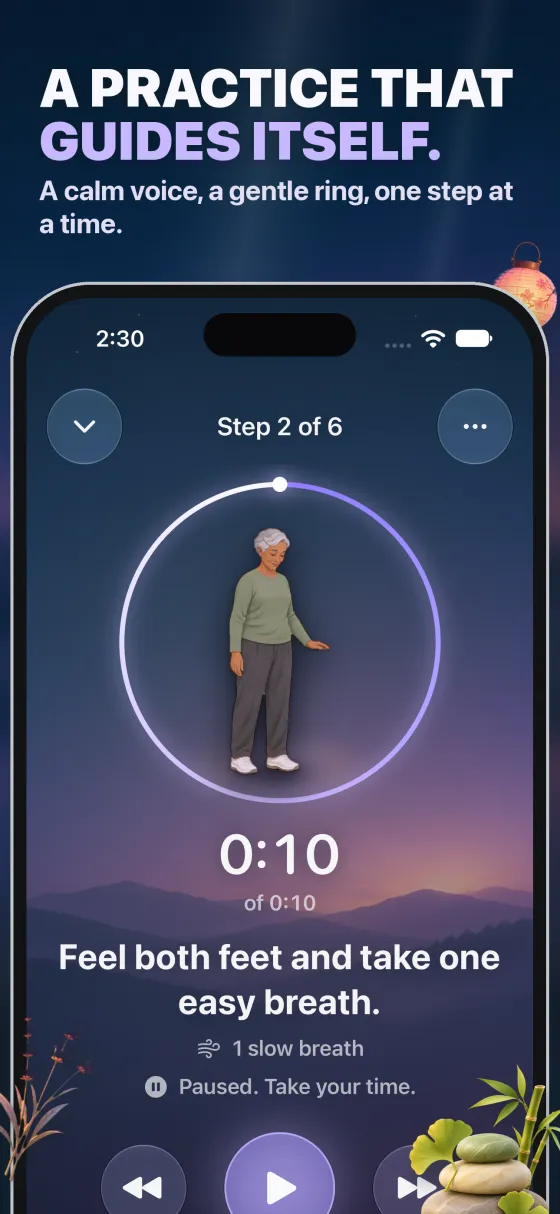 A PRACTICE THAT
GUIDES ITSELF.
A calm voice, a gentle ring, one step at
a time.
2:30
Step 2 of 6
0:10
of 0:10
Feel both feet and take one
easy breath.
1 slow breath
Paused. Take your time.